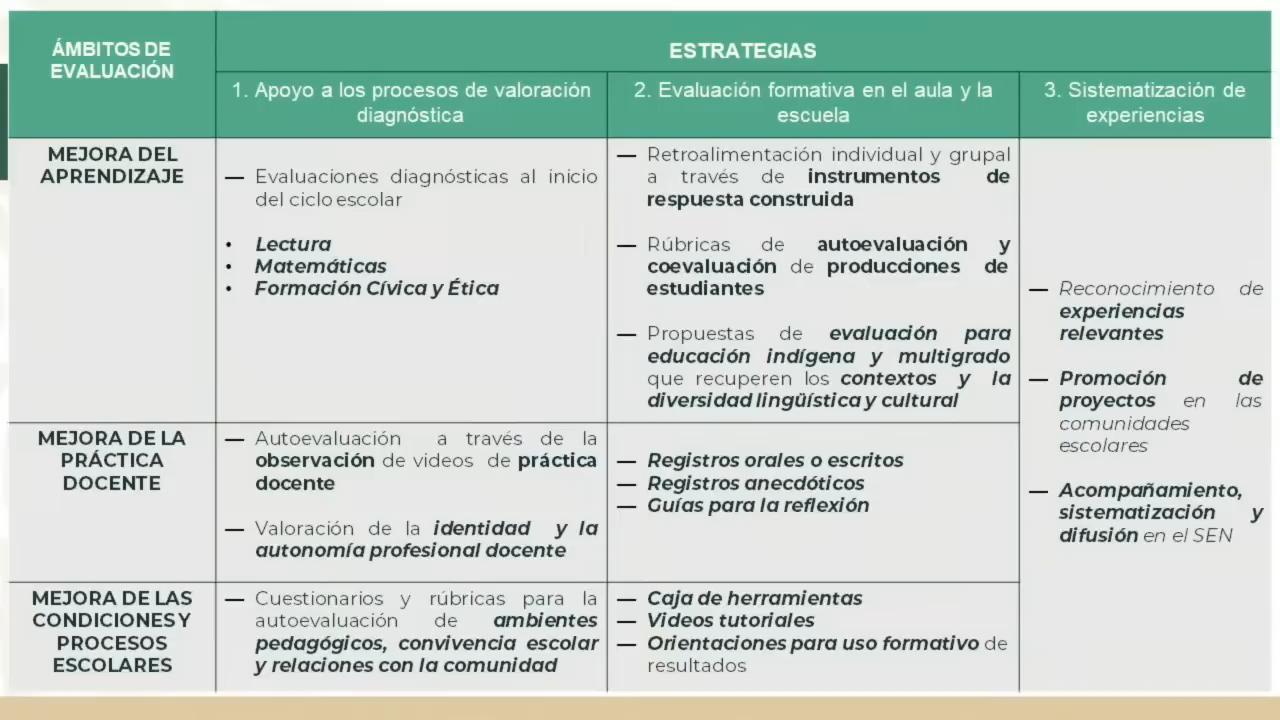 ÁMBITOS DE
EVALUACIÓN
ESTRATEGIAS
1. Apoyo a los procesos de valoración
diagnóstica
2. Evaluación formativa en el aula y la
escuela
3. Sistematización de
experiencias
MEJORA DEL
APRENDIZAJE
— Evaluaciones diagnósticas al inicio
del ciclo escolar
• Lectura
• Matemáticas
• Formación Cívica y Ética
— Retroalimentación individual y grupal
a través de instrumentos de
respuesta construida
— Rúbricas de autoevaluación y
coevaluación de producciones de
estudiantes
— Propuestas de evaluación para
educación indígena y multigrado
que recuperen los contextos y la
diversidad lingüística y cultural
— Reconocimiento de
experiencias
relevantes
— Promoción de
proyectos en las
comunidades
escolares
— Acompañamiento,
sistematización y
difusión en el SEN
MEJORA DE LA
PRÁCTICA
DOCENTE
— Autoevaluación a través de la
observación de videos de práctica
docente
— Valoración de la identidad y la
autonomía profesional docente
— Registros orales o escritos
— Registros anecdóticos
— Guías para la reflexión
MEJORA DE LAS
CONDICIONES Y
PROCESOS
ESCOLARES
— Cuestionarios y rúbricas para la
autoevaluación de ambientes
pedagógicos, convivencia escolar
y relaciones con la comunidad
— Caja de herramientas
— Videos tutoriales
— Orientaciones para uso formativo de
resultados